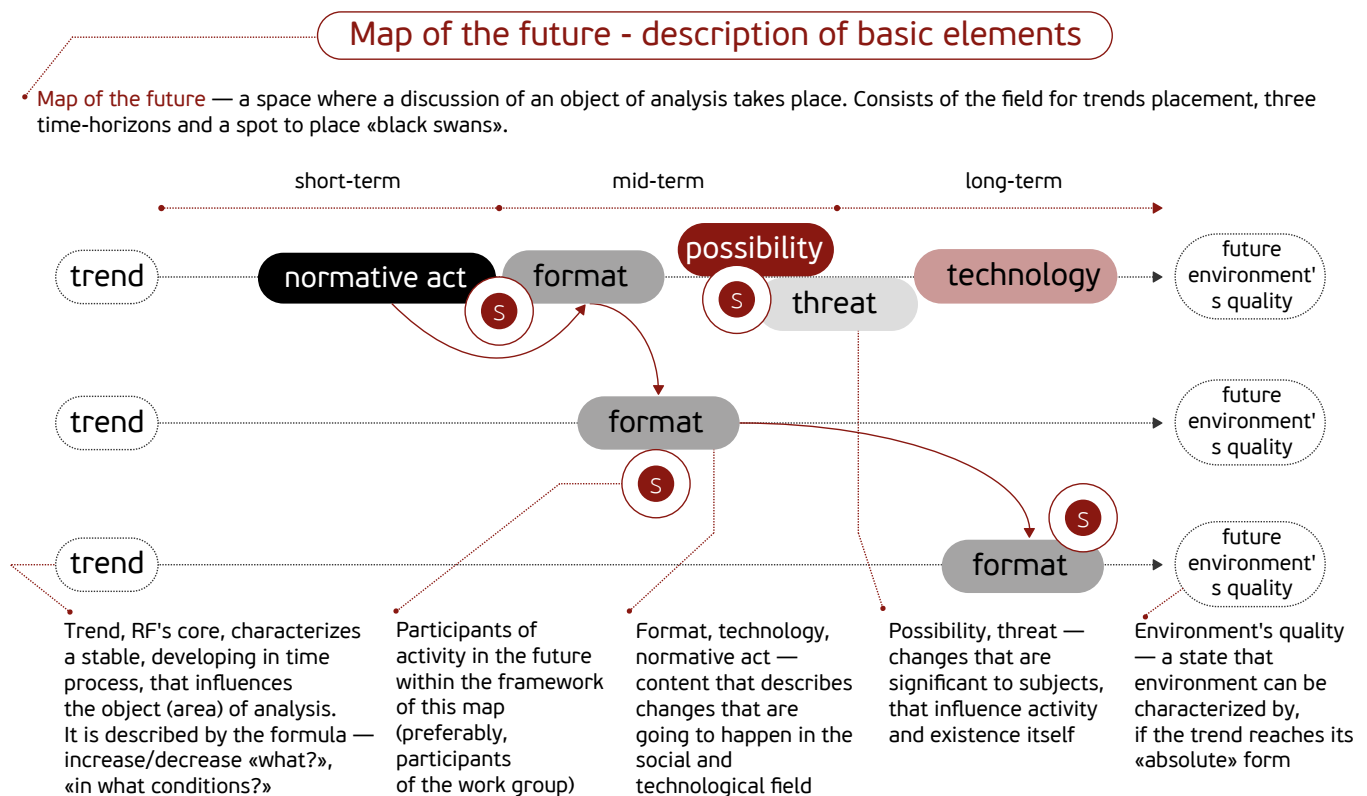 Map of the future - description of basic elements
Map of the future — a space where a discussion of an object of analysis takes place. Consists of the field for trends placement, three
time-horizons and a spot to place «black swans».
short-term
mid-term
long-term
trend
normative act
S
format
possibility
S
threat
technology
future
environment'
s quality
trend
format
S
future
environment'
s quality
trend
format
S
future
environment'
s quality
Trend, RF's core, characterizes
a stable, developing in time
process, that influences
the object (area) of analysis.
It is described by the formula —
increase/decrease «what?»,
«in what conditions?»
Participants of
activity in the future
within the framework
of this map
(preferably,
participants
of the work group)
Format, technology,
normative act —
content that describes
changes that are
going to happen in the
social and
technological field
Possibility, threat —
changes that are
significant to subjects,
that influence activity
and existence itself
Environment's quality
— a state that
environment can be
characterized by,
if the trend reaches its
«absolute» form